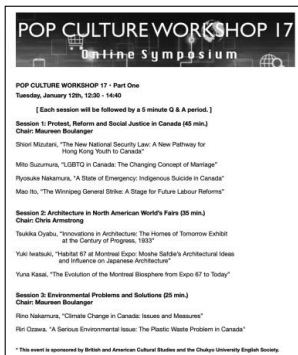 POP CULTURE WORKSHOP 17
Online Symposium
POP CULTURE WORKSHOP 17 • Part One
Tuesday, January 12th, 12:30 - 14:40
[ Each session will be followed by a 5 minute Q & A period. ]
Session 1: Protest, Reform and Social Justice in Canada (45 min.)
Chair: Maureen Boulanger
Shiori Mizutani, "The New National Security Law: A New Pathway for
Hong Kong Youth to Canada"
Mito Suzumura, "LGBTQ in Canada: The Changing Concept of Marriage"
Ryosuke Nakamura, "A State of Emergency: Indigenous Suicide in Canada"
Mao Ito, "The Winnipeg General Strike: A Stage for Future Labour Reforms"
Session 2: Architecture in North American World's Fairs (35 min.)
Chair: Chris Armstrong
Tsukika Oyabu, "Innovations in Architecture: The Homes of Tomorrow Exhibit
at the Century of Progress, 1933"
Yuki Iwatsuki, "Habitat 67 at Montreal Expo: Moshe Safdie's Architectural Ideas
and Influence on Japanese Architecture"
Yuna Kasai, "The Evolution of the Montreal Biosphere from Expo 67 to Today"
Session 3: Environmental Problems and Solutions (25 min.)
Chair: Maureen Boulanger
Rino Nakamura, "Climate Change in Canada: Issues and Measures"
Riri Ozawa, "A Serious Environmental Issue: The Plastic Waste Problem in Canada"
* This event is sponsored by British and American Cultural Studies and the Chukyo University English Society.